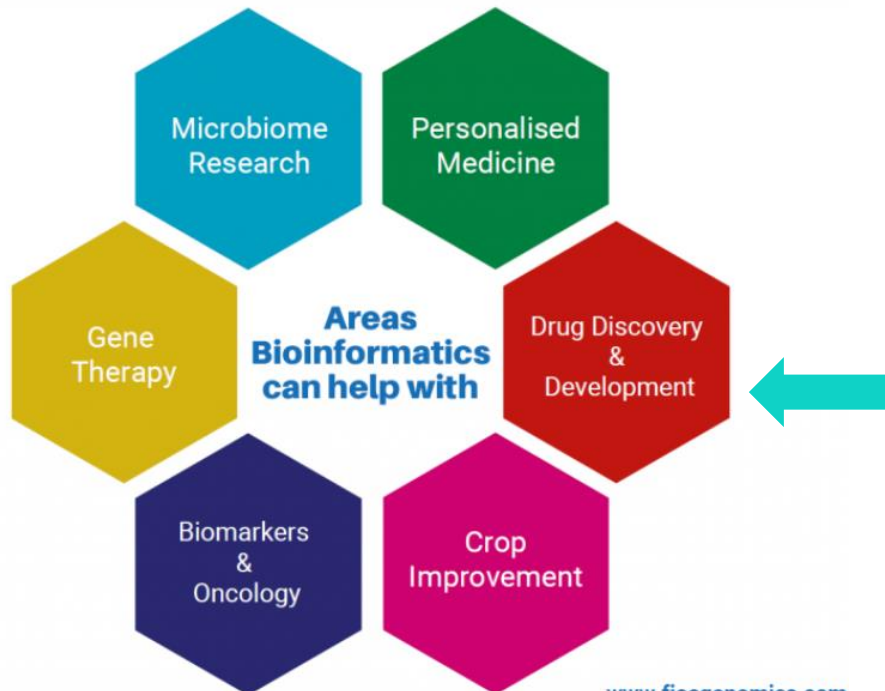 Microbiome
Research
Personalised
Medicine
Gene
Therapy
Areas
Bioinformatics
can help with
Drug Discovery
&
Development
Biomarkers
&
Oncology
Crop
Improvement